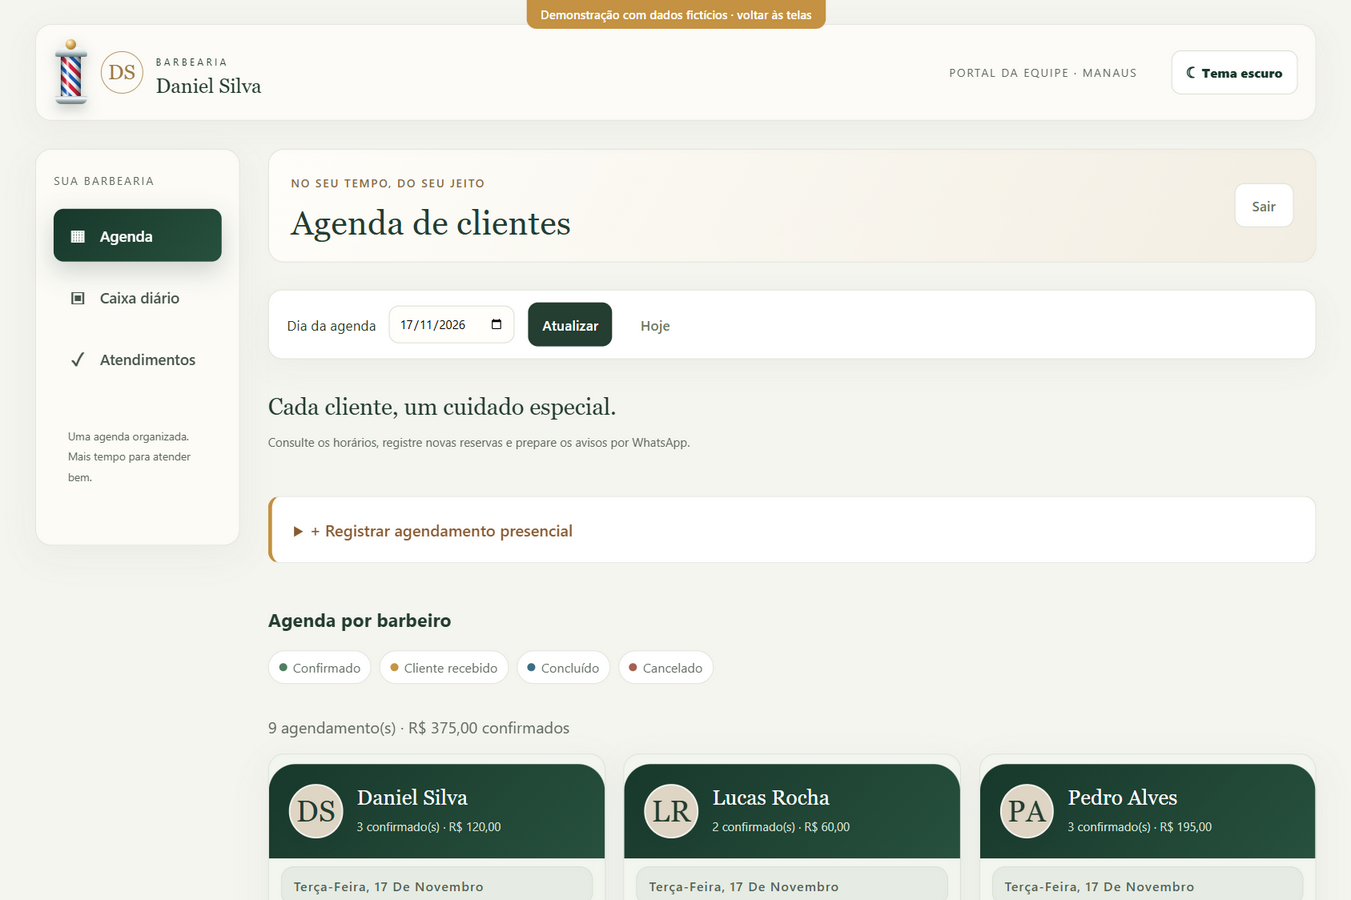 Demonstração com dados fictícios · voltar às telas
DS
BARBEARIA
Daniel Silva
PORTAL DA EQUIPE · MANAUS
☾ Tema escuro
SUA BARBEARIA
▦ Agenda
▣ Caixa diário
✓ Atendimentos
Uma agenda organizada.
Mais tempo para atender
bem.
NO SEU TEMPO, DO SEU JEITO
Agenda de clientes
Sair
Dia da agenda
17/11/2026
Atualizar
Hoje
Cada cliente, um cuidado especial.
Consulte os horários, registre novas reservas e prepare os avisos por WhatsApp.
▶ + Registrar agendamento presencial
Agenda por barbeiro
Confirmado
Cliente recebido
Concluído
Cancelado
9 agendamento(s) · R$ 375,00 confirmados
DS
Daniel Silva
3 confirmado(s) · R$ 120,00
Terça-Feira, 17 De Novembro
LR
Lucas Rocha
2 confirmado(s) · R$ 60,00
Terça-Feira, 17 De Novembro
PA
Pedro Alves
3 confirmado(s) · R$ 195,00
Terça-Feira, 17 De Novembro